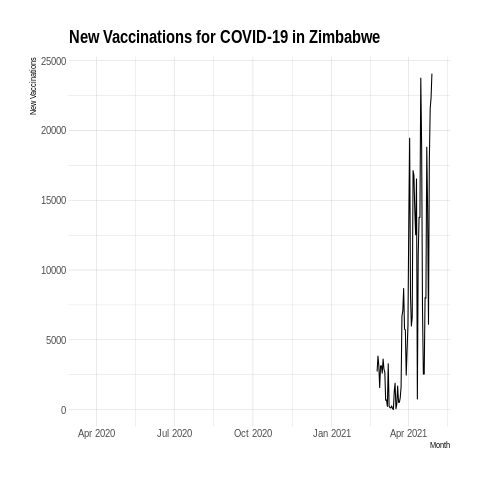 New Vaccinations for COVID-19 in Zimbabwe
New Vaccinations
25000
20000
15000
10000
5000
0
Apr 2020 Jul 2020 Oct 2020 Jan 2021 Apr 2021
Month